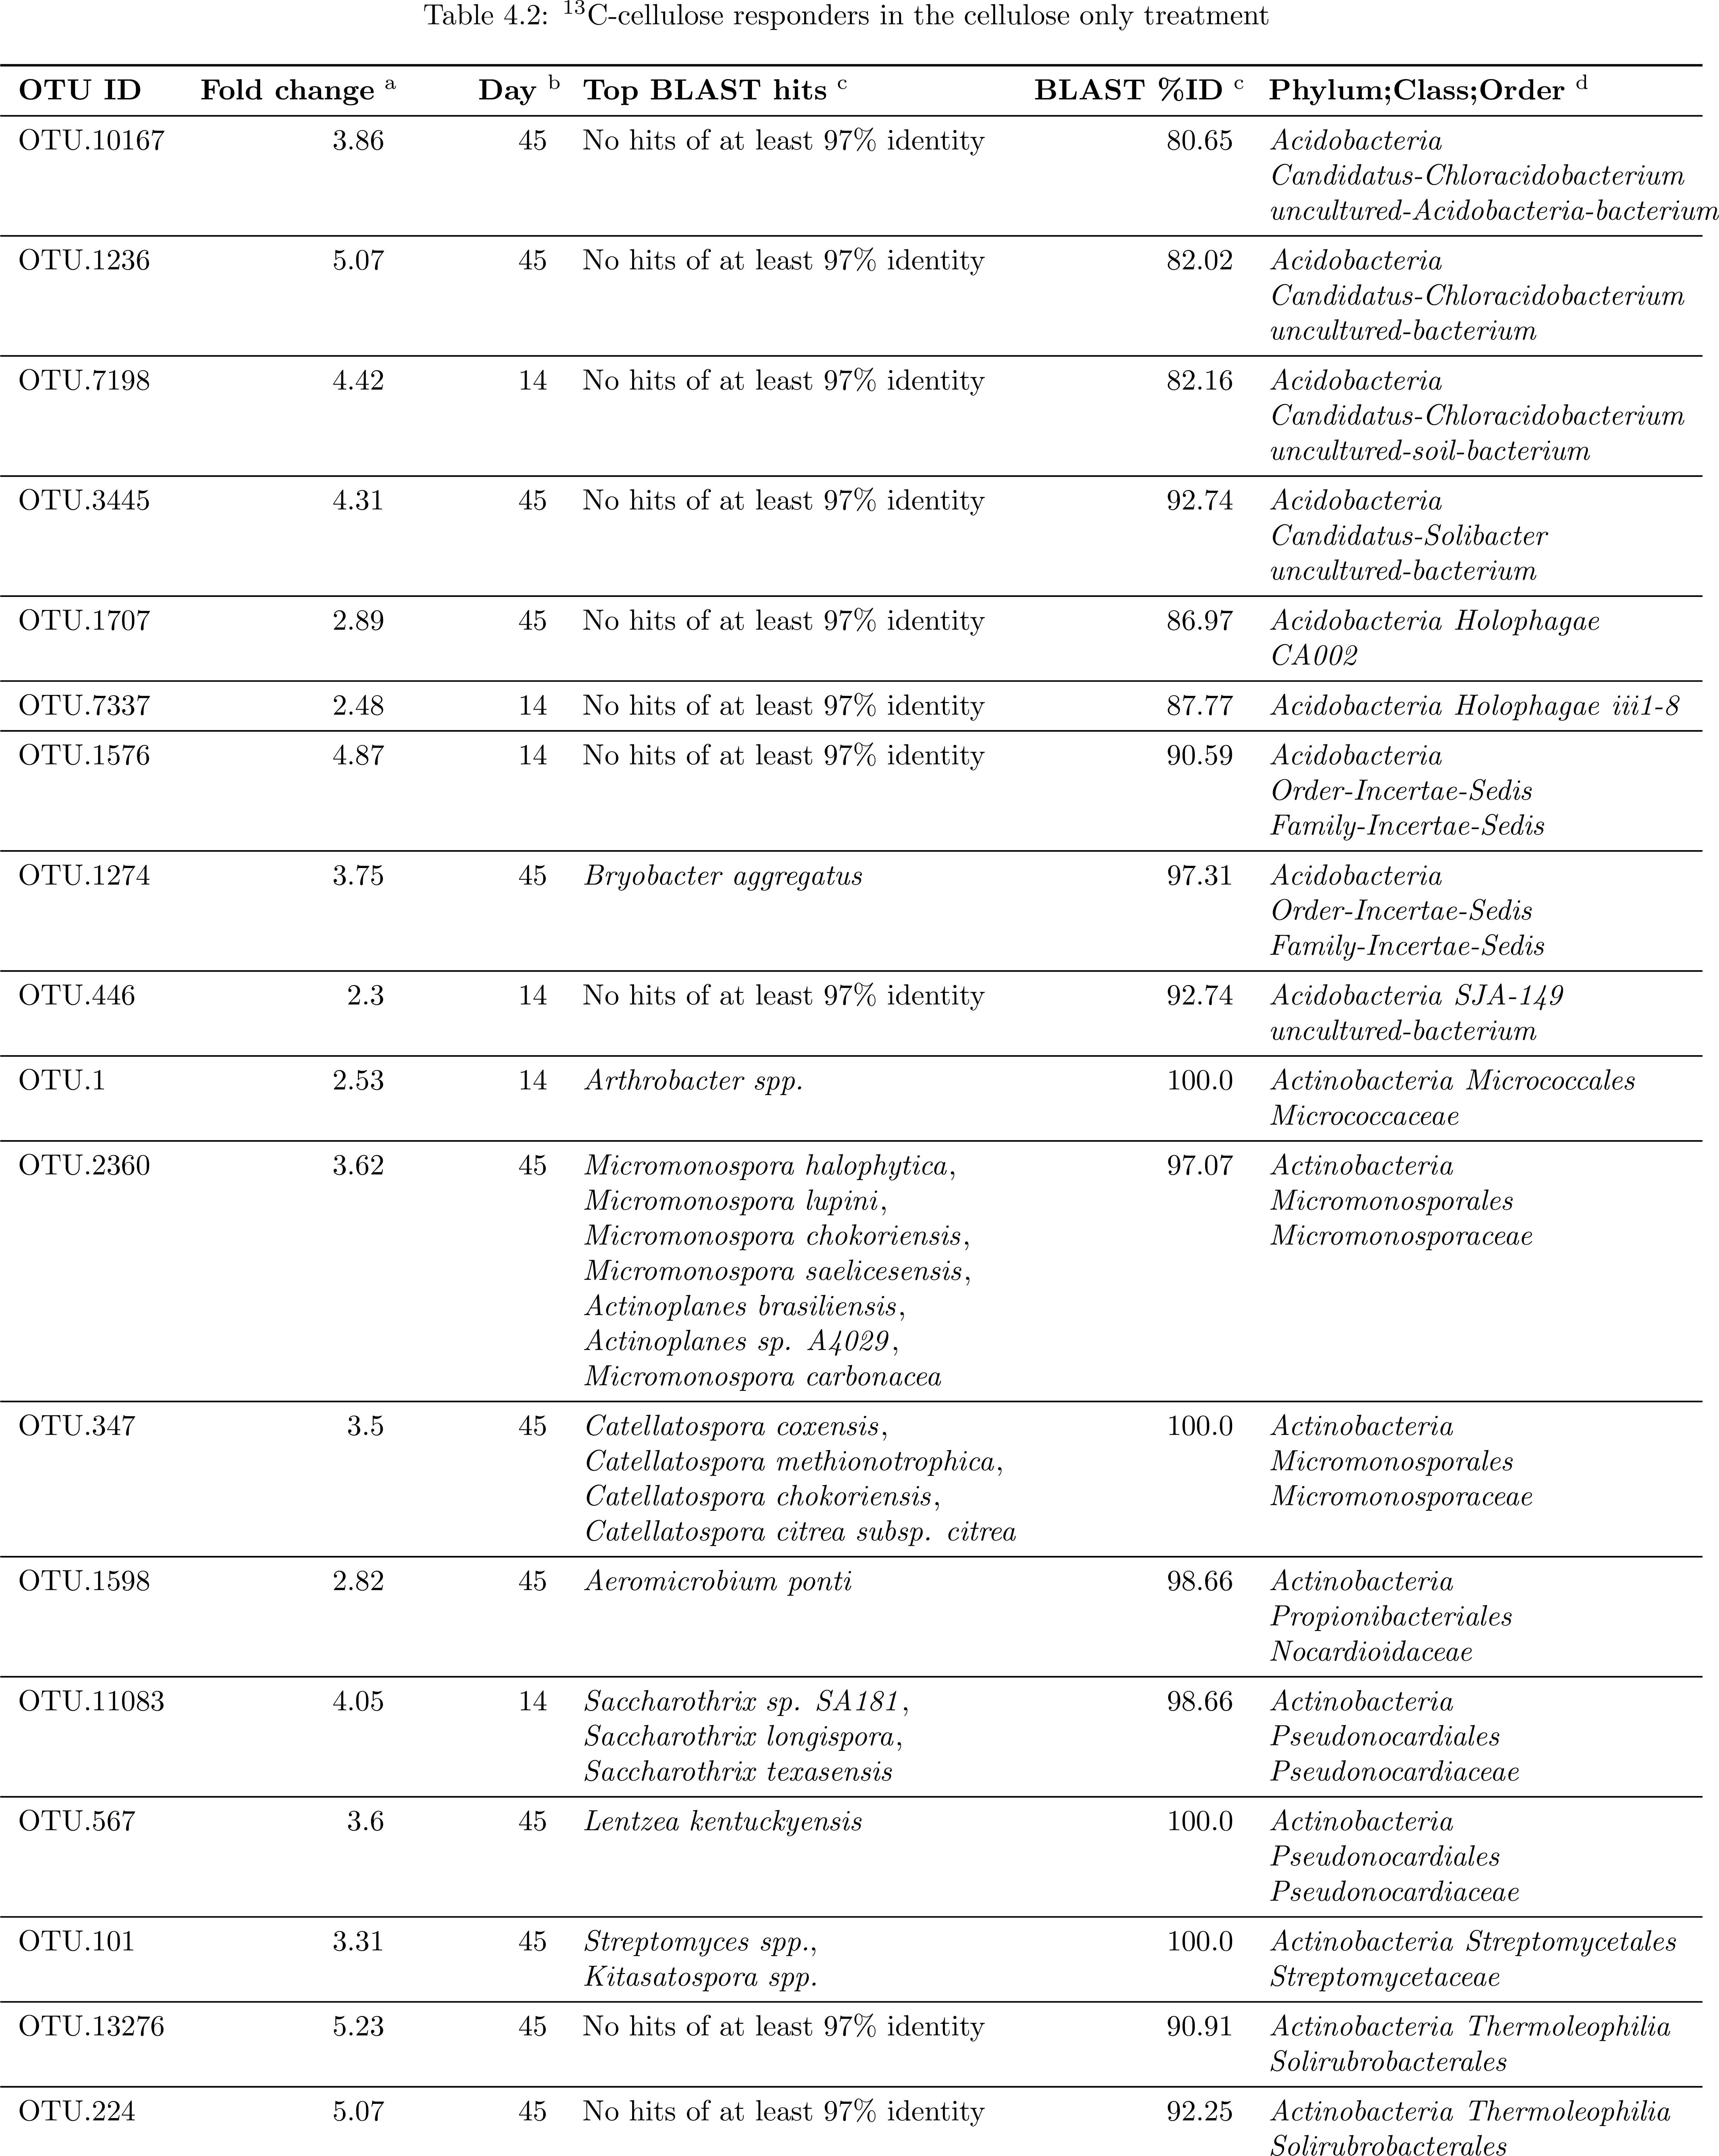 Table 4.2: ¹³C-cellulose responders in the cellulose only treatment
OTU ID Fold change ᵃ Day ᵇ Top BLAST hits ᶜ BLAST %ID ᶜ Phylum;Class;Order ᵈ
OTU.10167 3.86 45 No hits of at least 97% identity 80.65 Acidobacteria
Candidatus-Chloracidobacterium
uncultured-Acidobacteria-bacterium
OTU.1236 5.07 45 No hits of at least 97% identity 82.02 Acidobacteria
Candidatus-Chloracidobacterium
uncultured-bacterium
OTU.7198 4.42 14 No hits of at least 97% identity 82.16 Acidobacteria
Candidatus-Chloracidobacterium
uncultured-soil-bacterium
OTU.3445 4.31 45 No hits of at least 97% identity 92.74 Acidobacteria
Candidatus-Solibacter
uncultured-bacterium
OTU.1707 2.89 45 No hits of at least 97% identity 86.97 Acidobacteria Holophagae
CA002
OTU.7337 2.48 14 No hits of at least 97% identity 87.77 Acidobacteria Holophagae iii1-8
OTU.1576 4.87 14 No hits of at least 97% identity 90.59 Acidobacteria
Order-Incertae-Sedis
Family-Incertae-Sedis
OTU.1274 3.75 45 Bryobacter aggregatus 97.31 Acidobacteria
Order-Incertae-Sedis
Family-Incertae-Sedis
OTU.446 2.3 14 No hits of at least 97% identity 92.74 Acidobacteria SJA-149
uncultured-bacterium
OTU.1 2.53 14 Arthrobacter spp. 100.0 Actinobacteria Micrococcales
Micrococcaceae
OTU.2360 3.62 45 Micromonospora halophytica, 97.07 Actinobacteria
Micromonospora lupini, Micromonosporales
Micromonospora chokoriensis, Micromonosporaceae
Micromonospora saelicesensis,
Actinoplanes brasiliensis,
Actinoplanes sp. A4029,
Micromonospora carbonacea
OTU.347 3.5 45 Catellatospora coxensis, 100.0 Actinobacteria
Catellatospora methionotrophica, Micromonosporales
Catellatospora chokoriensis, Micromonosporaceae
Catellatospora citrea subsp. citrea
OTU.1598 2.82 45 Aeromicrobium ponti 98.66 Actinobacteria
Propionibacteriales
Nocardioidaceae
OTU.11083 4.05 14 Saccharothrix sp. SA181, 98.66 Actinobacteria
Saccharothrix longispora, Pseudonocardiales
Saccharothrix texasensis Pseudonocardiaceae
OTU.567 3.6 45 Lentzea kentuckyensis 100.0 Actinobacteria
Pseudonocardiales
Pseudonocardiaceae
OTU.101 3.31 45 Streptomyces spp., 100.0 Actinobacteria Streptomycetales
Kitasatospora spp. Streptomycetaceae
OTU.13276 5.23 45 No hits of at least 97% identity 90.91 Actinobacteria Thermoleophilia
Solirubrobacterales
OTU.224 5.07 45 No hits of at least 97% identity 92.25 Actinobacteria Thermoleophilia
Solirubrobacterales